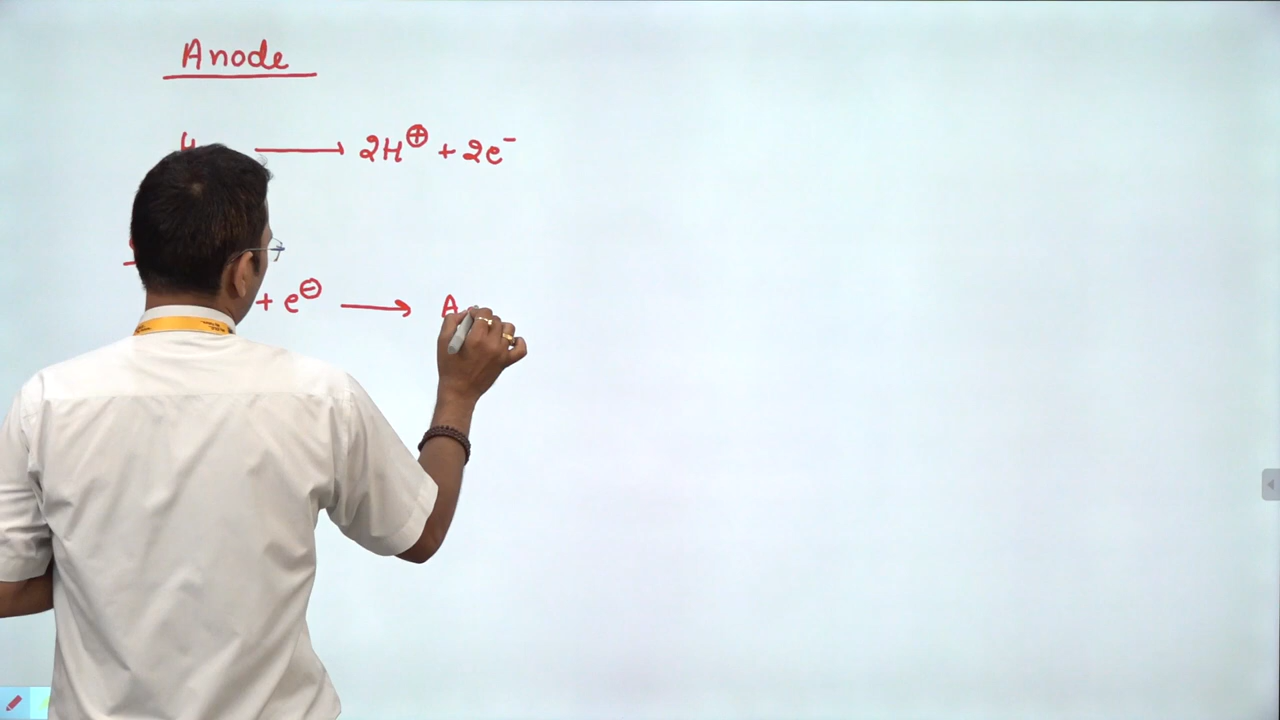 Anode
H ⟶ 2H⊕ + 2e⁻
+ e⊖ ⟶ A